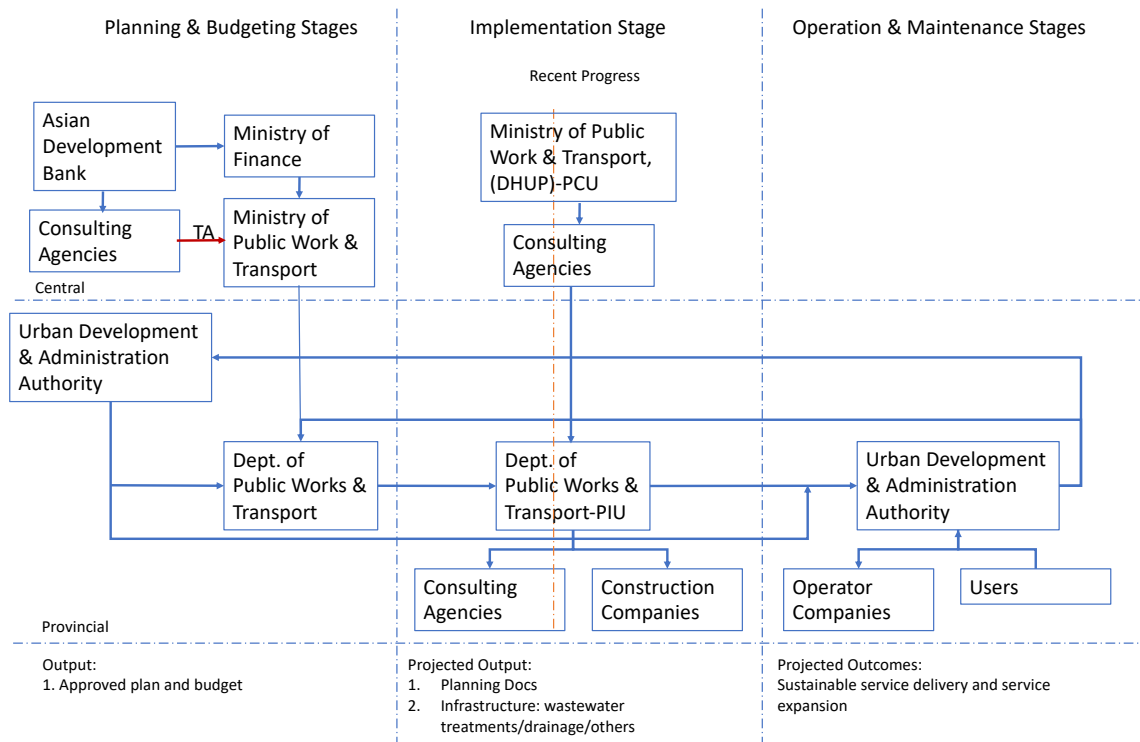 Planning & Budgeting Stages
Implementation Stage
Operation & Maintenance Stages
Recent Progress
Asian
Development
Bank
Ministry of
Finance
Ministry of Public
Work & Transport,
(DHUP)-PCU
Consulting
Agencies
TA
Ministry of
Public Work &
Transport
Consulting
Agencies
Central
Urban Development
& Administration
Authority
Dept. of
Public Works &
Transport
Dept. of
Public Works &
Transport-PIU
Urban Development
& Administration
Authority
Consulting
Agencies
Construction
Companies
Operator
Companies
Users
Provincial
Output:
1. Approved plan and budget
Projected Output:
1. Planning Docs
2. Infrastructure: wastewater
treatments/drainage/others
Projected Outcomes:
Sustainable service delivery and service
expansion